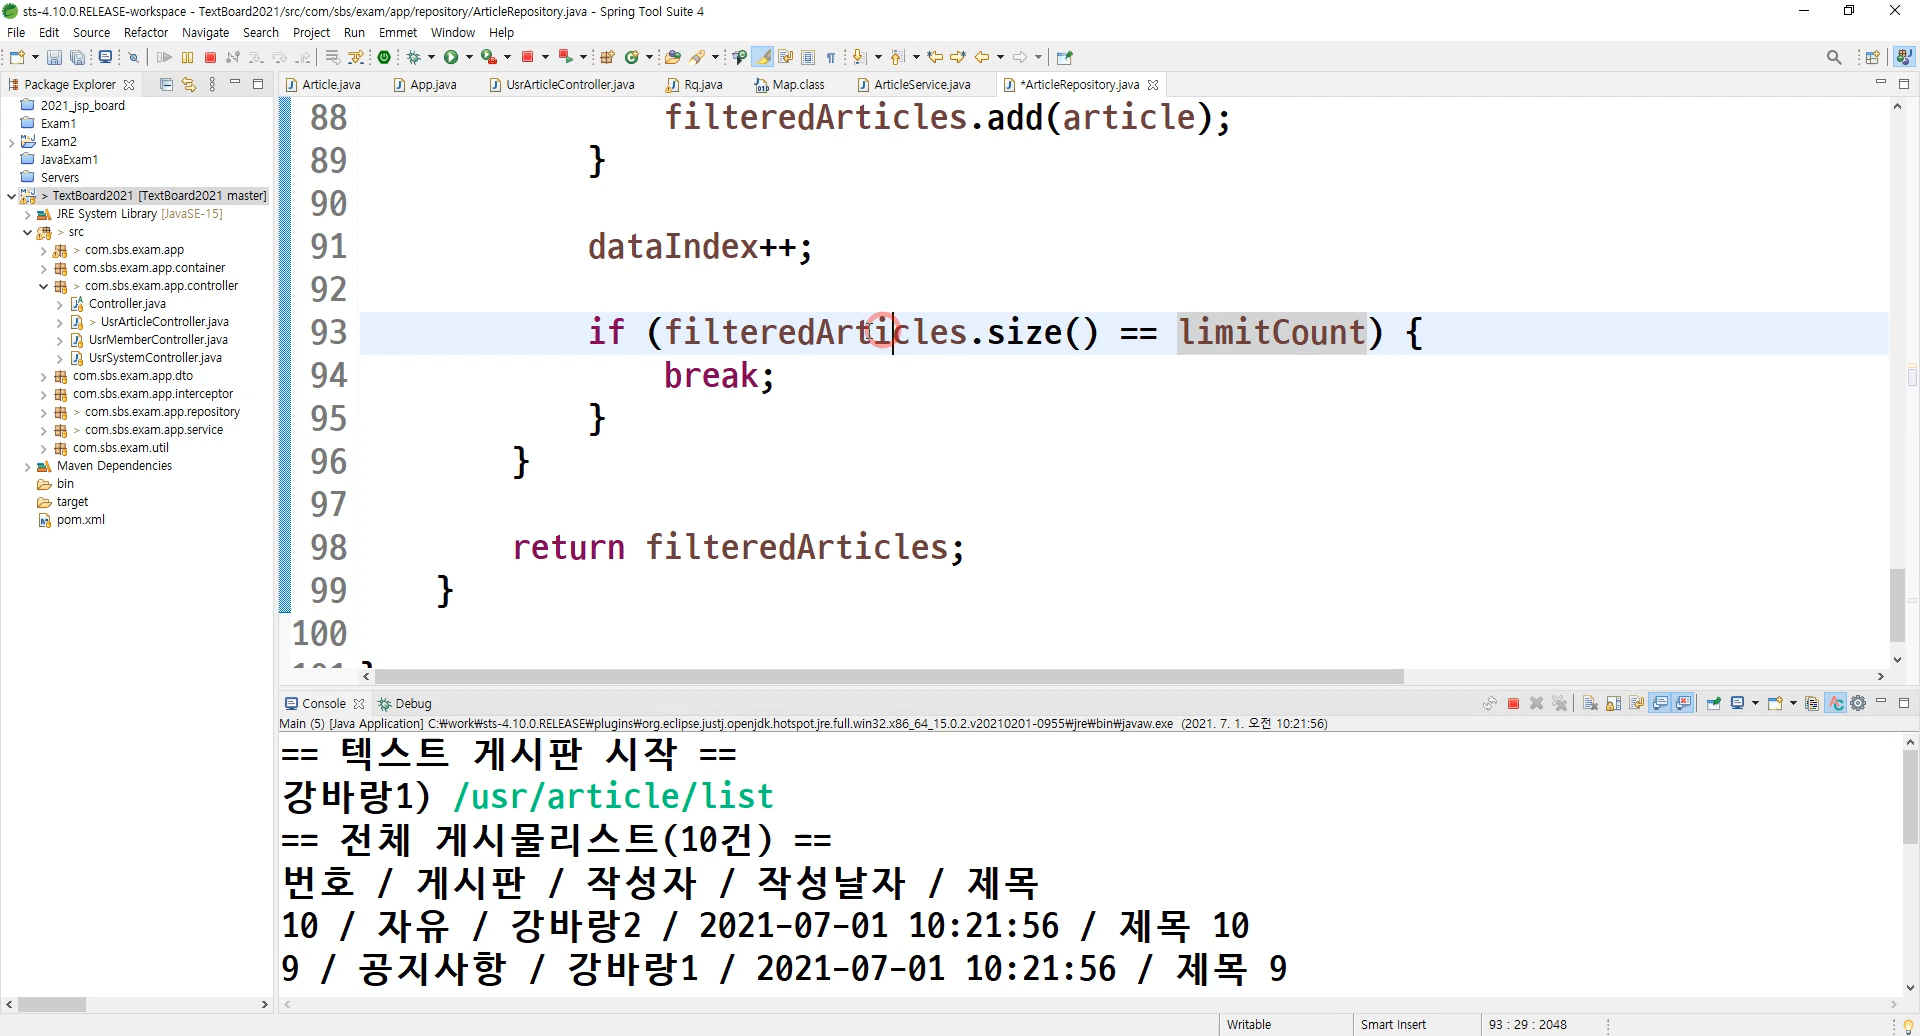 sts-4.10.0.RELEASE-workspace - TextBoard2021/src/com/sbs/exam/app/repository/ArticleRepository.java - Spring Tool Suite 4
File Edit Source Refactor Navigate Search Project Run Emmet Window Help
Package Explorer
Article.java App.java UsrArticleController.java Rq.java Map.class ArticleService.java *ArticleRepository.java
2021_jsp_board
Exam1
Exam2
JavaExam1
Servers
> TextBoard2021 [TextBoard2021 master]
JRE System Library [JavaSE-15]
> src
> com.sbs.exam.app
com.sbs.exam.app.container
> com.sbs.exam.app.controller
Controller.java
> UsrArticleController.java
UsrMemberController.java
UsrSystemController.java
com.sbs.exam.app.dto
com.sbs.exam.app.interceptor
> com.sbs.exam.app.repository
> com.sbs.exam.app.service
com.sbs.exam.util
Maven Dependencies
bin
target
pom.xml
88 filteredArticles.add(article);
89 }
90
91 dataIndex++;
92
93 if (filteredArticles.size() == limitCount) {
94 break;
95 }
96 }
97
98 return filteredArticles;
99 }
100
Console Debug
Main (5) [Java Application] C:₩work₩sts-4.10.0.RELEASE₩plugins₩org.eclipse.justj.openjdk.hotspot.jre.full.win32.x86_64_15.0.2.v20210201-0955₩jre₩bin₩javaw.exe (2021. 7. 1. 오전 10:21:56)
== 텍스트 게시판 시작 ==
강바랑1) /usr/article/list
== 전체 게시물리스트(10건) ==
번호 / 게시판 / 작성자 / 작성날자 / 제목
10 / 자유 / 강바랑2 / 2021-07-01 10:21:56 / 제목 10
9 / 공지사항 / 강바랑1 / 2021-07-01 10:21:56 / 제목 9
Writable Smart Insert 93 : 29 : 2048